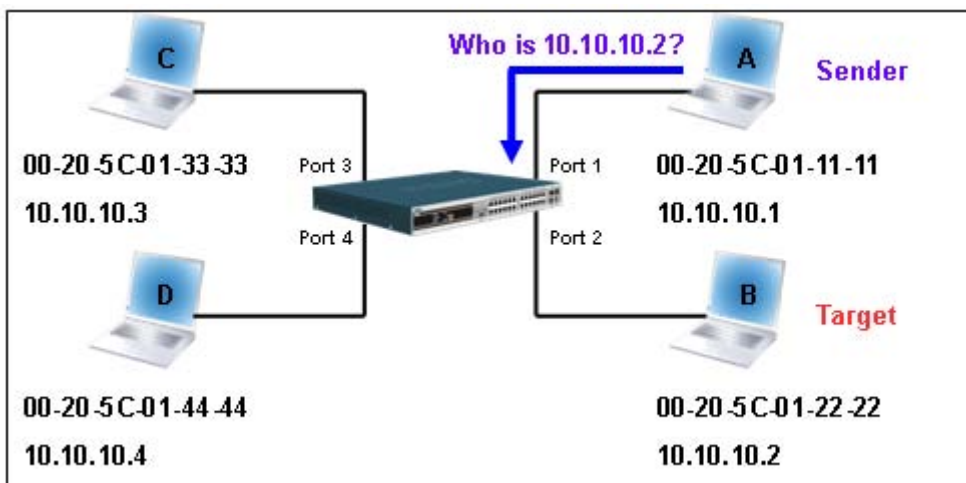 C
Who is 10.10.10.2?
A
Sender
00-20-5C-01-33-33
10.10.10.3
Port 3
Port 1
00-20-5C-01-11-11
10.10.10.1
Port 4
Port 2
D
B
Target
00-20-5C-01-44-44
10.10.10.4
00-20-5C-01-22-22
10.10.10.2